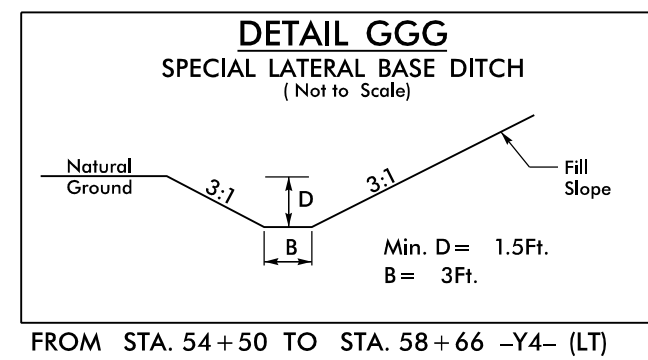 DETAIL GGG
SPECIAL LATERAL BASE DITCH
( Not to Scale)
Natural
Ground
3:1
D
3:1
Fill
Slope
B
Min. D = 1.5Ft.
B = 3Ft.
FROM STA. 54+50 TO STA. 58+66 -Y4- (LT)